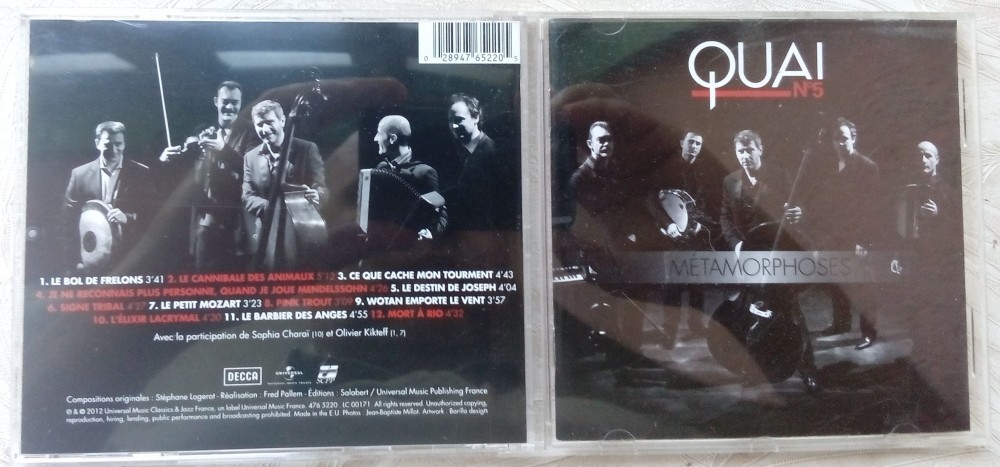 0 28947 65220 5
1. LE BOL DE FRELONS 3'41 2. LE CANNIBALE DES ANIMAUX 5'12 3. CE QUE CACHE MON TOURMENT 4'43
4. JE NE RECONNAIS PLUS PERSONNE, QUAND JE JOUE MENDELSSOHN 4'26 5. LE DESTIN DE JOSEPH 4'04
6. SIGNE TRIBAL 4'27 7. LE PETIT MOZART 3'23 8. PINK TROUT 3'09 9. WOTAN EMPORTE LE VENT 3'57
10. L'ÉLIXIR LACRYMAL 4'20 11. LE BARBIER DES ANGES 4'55 12. MORT À RIO 4'32
Avec la participation de Sophia Charaï (10) et Olivier Kikteff (1, 7)
DECCA UNIVERSAL SCPP
Compositions originales : Stéphane Logerot - Réalisation : Fred Pallem - Éditions : Salabert / Universal Music Publishing France
℗ & © 2012 Universal Music Classics & Jazz France, un label Universal Music France. 476 5220 LC 00171 All rights reserved. Unauthorized copying,
reproduction, hiring, lending, public performance and broadcasting prohibited. Made in the E.U. Photos : Jean-Baptiste Millot. Artwork : Barilla design
QUAI
N°5
MÉTAMORPHOSES